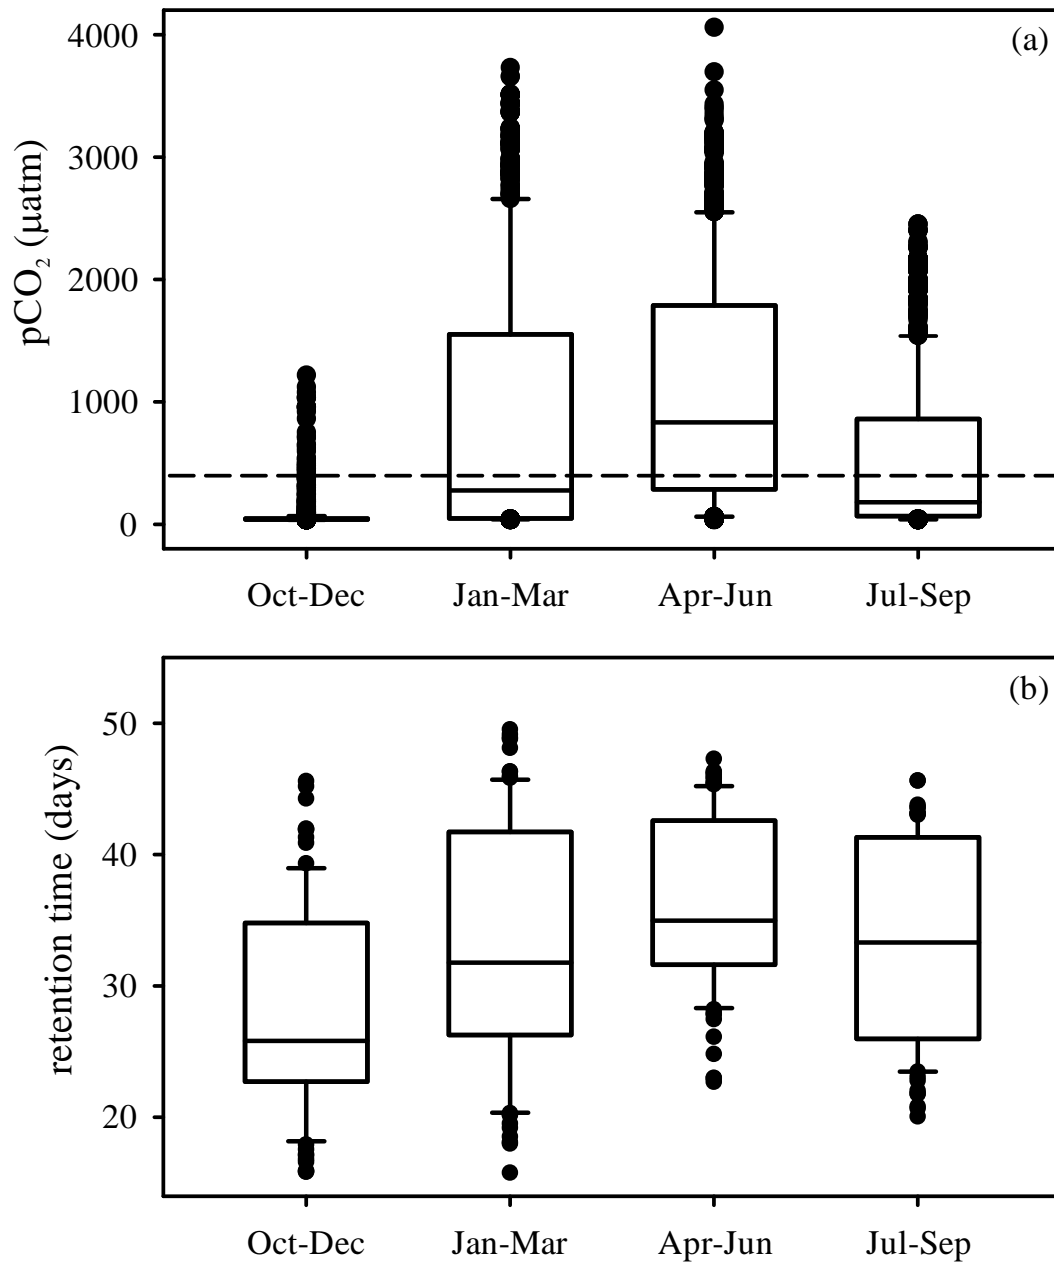 (a)
pCO₂ (µatm)
4000
3000
2000
1000
0
Oct-Dec Jan-Mar Apr-Jun Jul-Sep
(b)
retention time (days)
50
40
30
20
Oct-Dec Jan-Mar Apr-Jun Jul-Sep